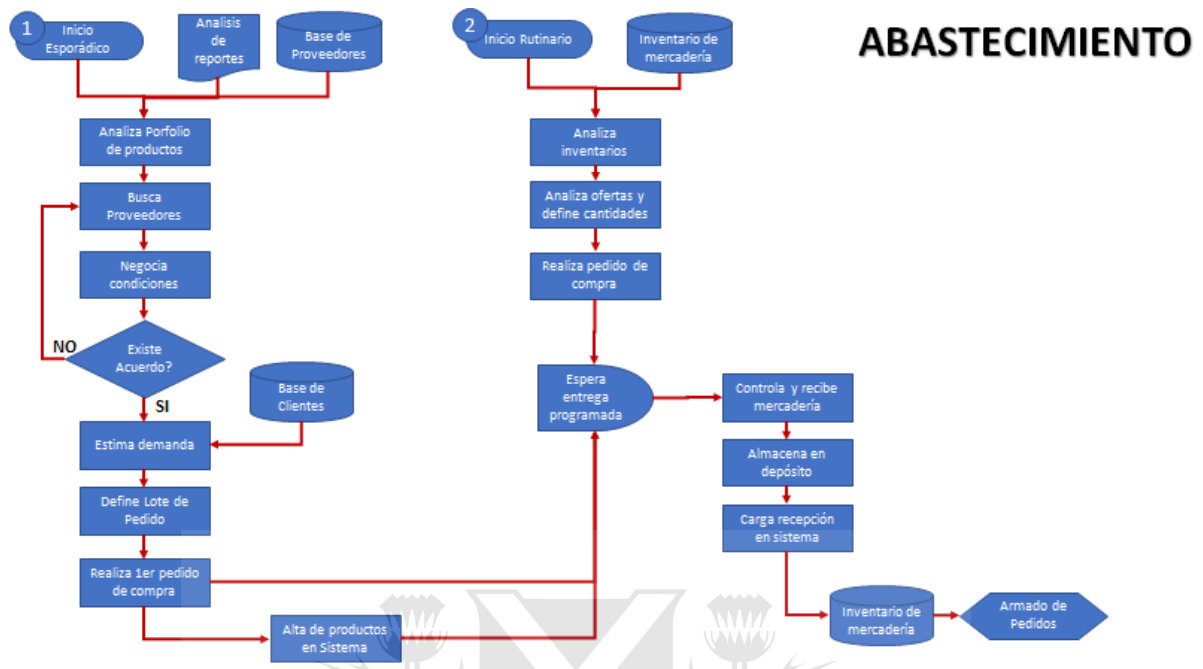 ABASTECIMIENTO
1
Inicio
Esporádico
Analisis
de
reportes
Base de
Proveedores
Analiza Porfolio
de productos
Busca
Proveedores
Negocia
condiciones
Existe
Acuerdo?
NO
SI
Base de
Clientes
Estima demanda
Define Lote de
Pedido
Realiza 1er pedido
de compra
Alta de productos
en Sistema
2
Inicio Rutinario
Inventario de
mercadería
Analiza
inventarios
Analiza ofertas y
define cantidades
Realiza pedido de
compra
Espera
entrega
programada
Controla y recibe
mercadería
Almacena en
depósito
Carga recepción
en sistema
Inventario de
mercadería
Armado de
Pedidos